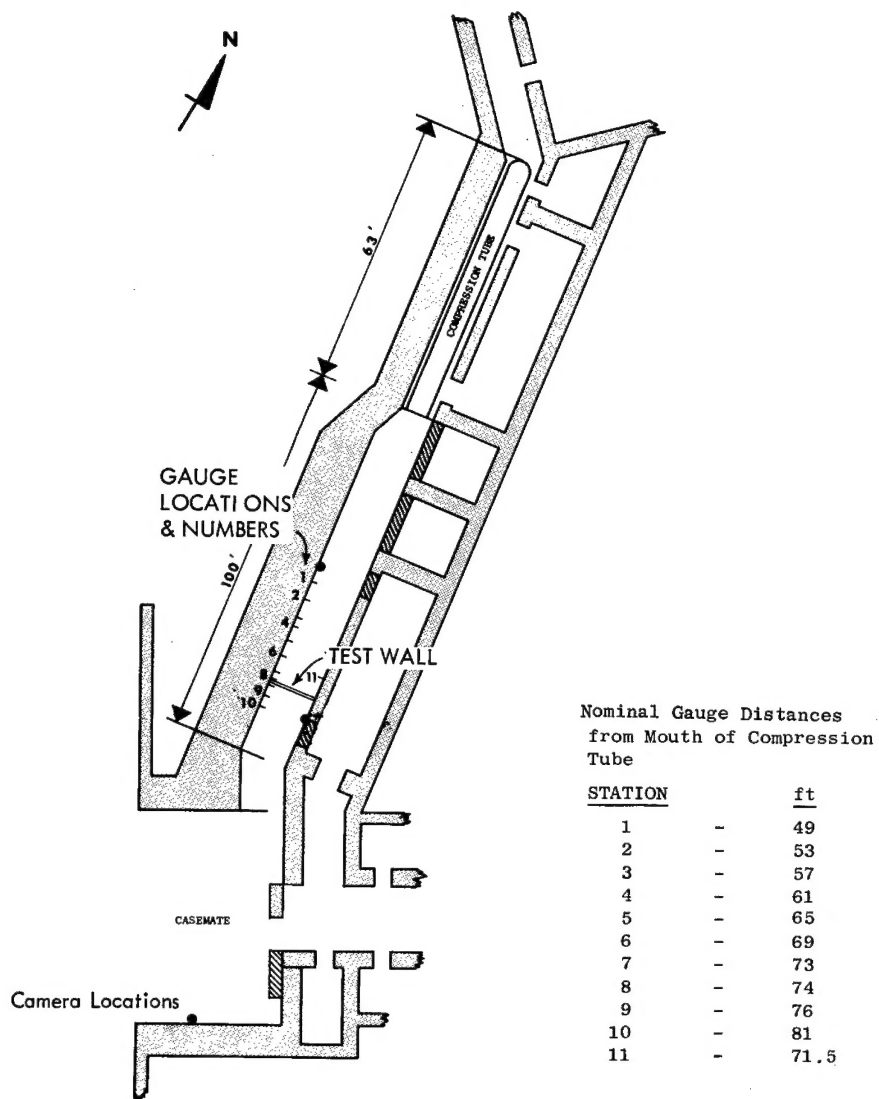 N
63'
COMPRESSION TUBE
GAUGE
LOCATIONS
& NUMBERS
100'
1
2
4
6
8
9
10
11
TEST WALL
Nominal Gauge Distances
from Mouth of Compression
Tube
STATION ft
1 - 49
2 - 53
3 - 57
4 - 61
5 - 65
6 - 69
7 - 73
8 - 74
9 - 76
10 - 81
11 - 71.5
CASEMATE
Camera Locations